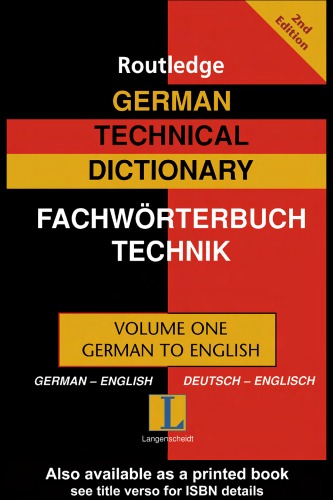 2nd
Edition
Routledge
GERMAN
TECHNICAL
DICTIONARY
FACHWÖRTERBUCH
TECHNIK
VOLUME ONE
GERMAN TO ENGLISH
GERMAN – ENGLISH DEUTSCH – ENGLISCH
L
Langenscheidt
Also available as a printed book
see title verso for ISBN details